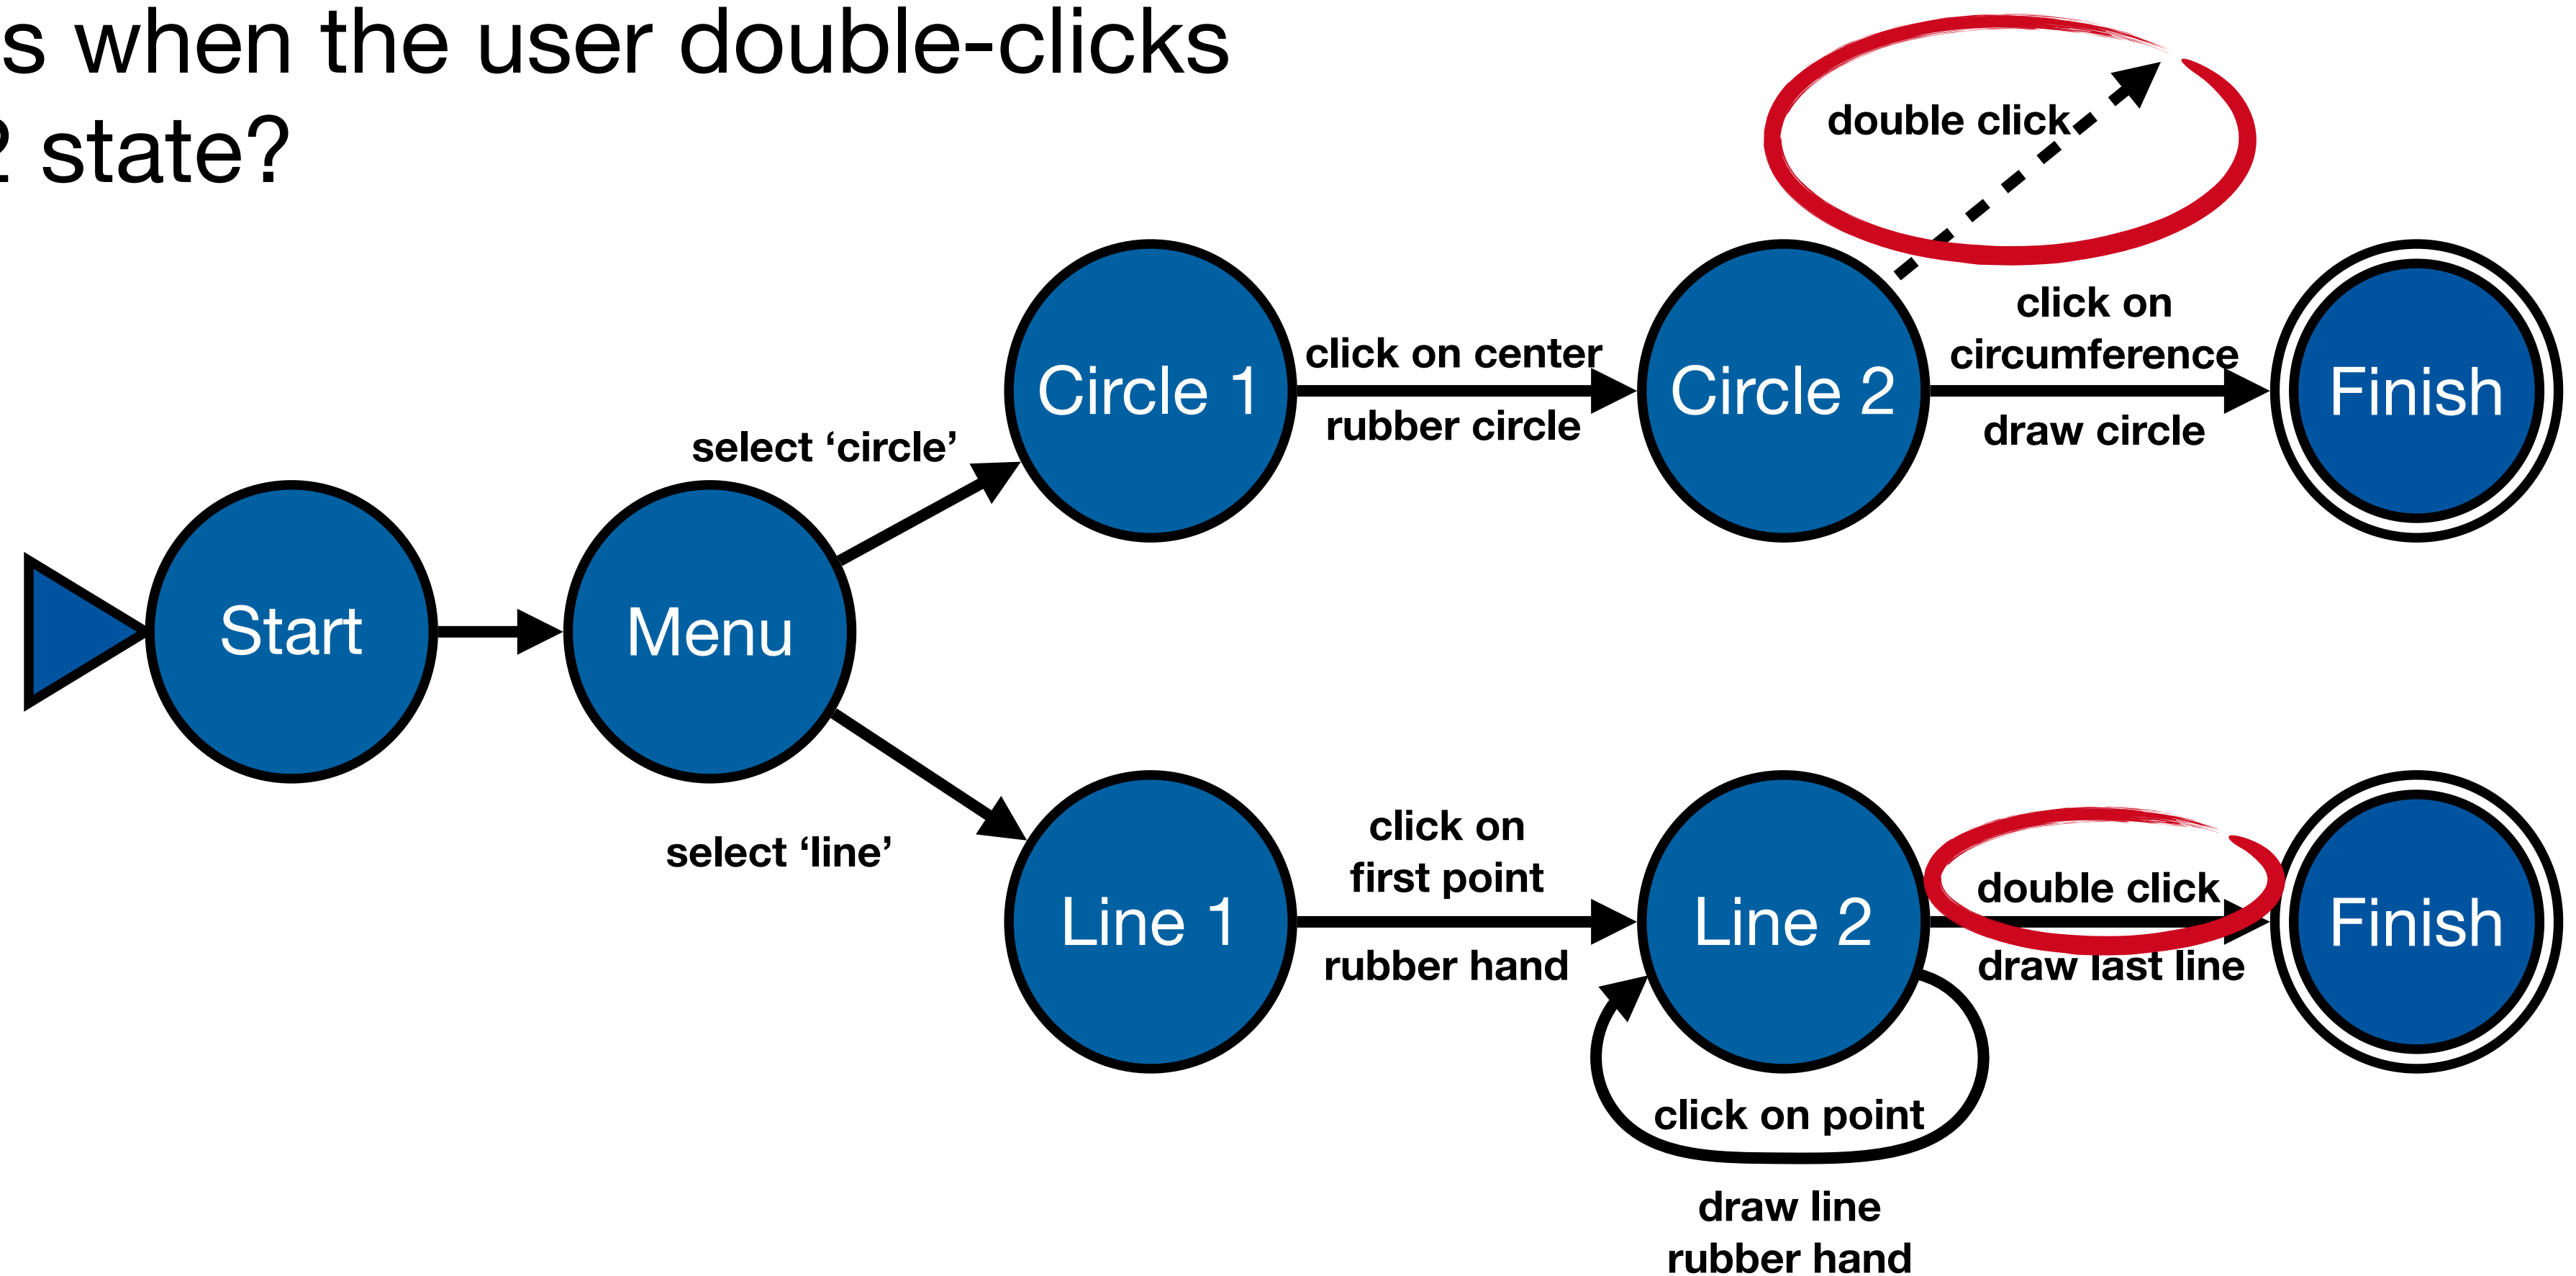 s when the user double-clicks
2 state?
double click
click on
circumference
draw circle
click on center
rubber circle
Circle 1
Circle 2
Finish
select ‘circle’
Start
Menu
select ‘line’
click on
first point
rubber hand
Line 1
Line 2
double click
draw last line
Finish
click on point
draw line
rubber hand